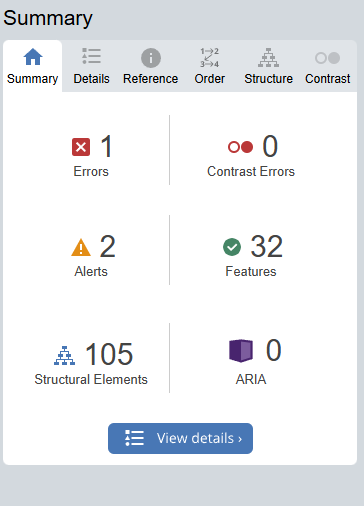 Summary
Summary Details Reference Order Structure Contrast
1 0
Errors Contrast Errors
2 32
Alerts Features
105 0
Structural Elements ARIA
View details ›